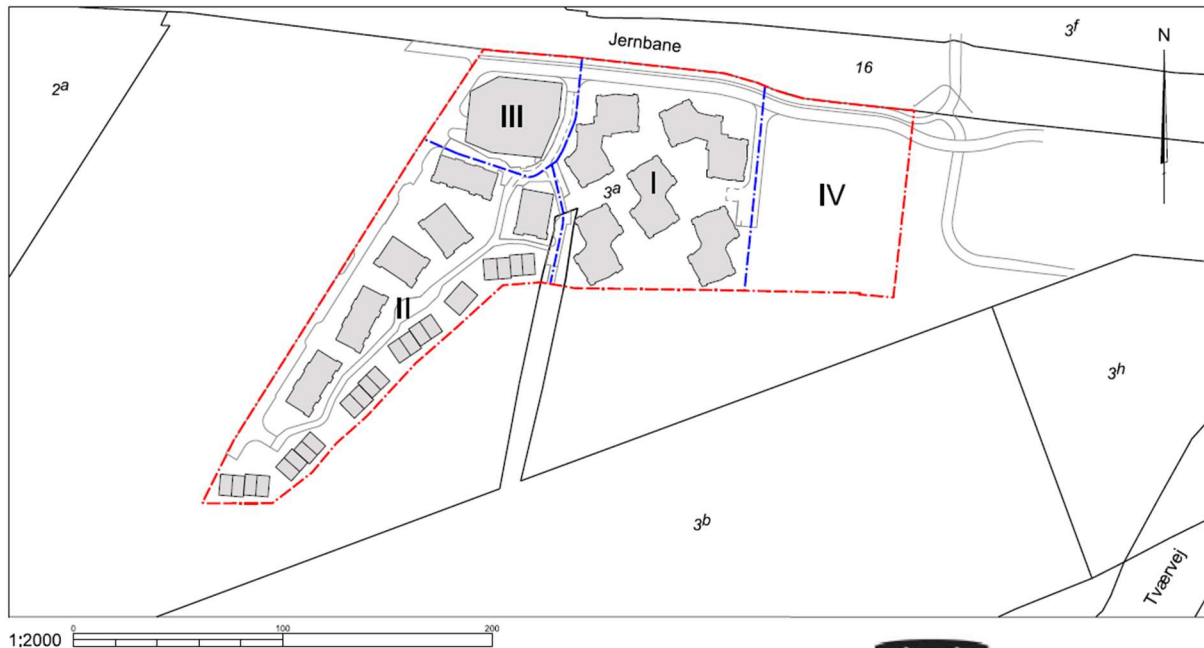 3f
Jernbane
N
16
2a
III
I
3a
IV
II
3h
3b
Tværvej
0 100 200
1;2000